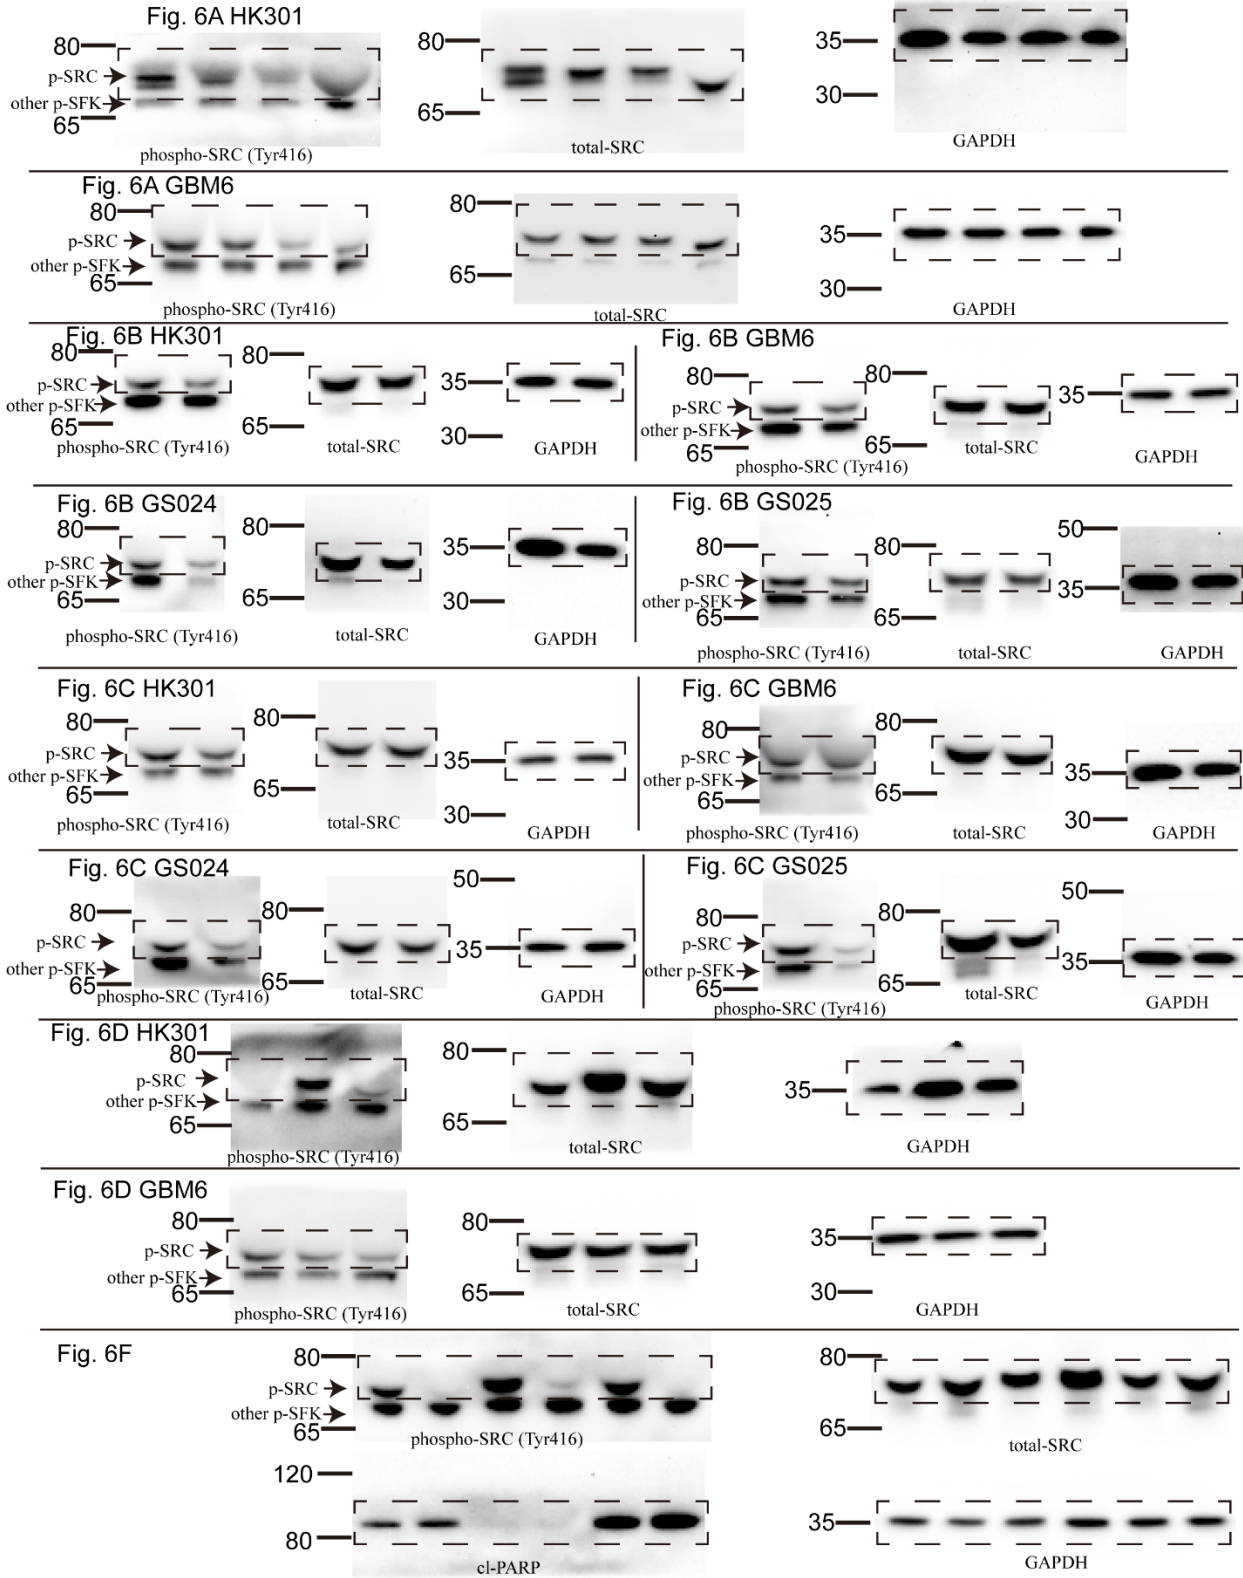 Fig. 6A HK301
80
p-SRC
other p-SFK
65
phospho-SRC (Tyr416)
80
65
total-SRC
35
30
GAPDH
Fig. 6A GBM6
80
p-SRC
other p-SFK
65
phospho-SRC (Tyr416)
80
65
total-SRC
35
30
GAPDH
Fig. 6B HK301
80
p-SRC
other p-SFK
65
phospho-SRC (Tyr416)
80
65
total-SRC
35
30
GAPDH
Fig. 6B GBM6
80
p-SRC
other p-SFK
65
phospho-SRC (Tyr416)
80
65
total-SRC
35
GAPDH
Fig. 6B GS024
80
p-SRC
other p-SFK
65
phospho-SRC (Tyr416)
80
65
total-SRC
35
30
GAPDH
Fig. 6B GS025
80
p-SRC
other p-SFK
65
phospho-SRC (Tyr416)
80
65
total-SRC
50
35
GAPDH
Fig. 6C HK301
80
p-SRC
other p-SFK
65
phospho-SRC (Tyr416)
80
65
total-SRC
35
30
GAPDH
Fig. 6C GBM6
80
p-SRC
other p-SFK
65
phospho-SRC (Tyr416)
80
65
total-SRC
35
30
GAPDH
Fig. 6C GS024
80
p-SRC
other p-SFK
65
phospho-SRC (Tyr416)
80
65
total-SRC
50
35
GAPDH
Fig. 6C GS025
80
p-SRC
other p-SFK
65
phospho-SRC (Tyr416)
80
65
total-SRC
50
35
GAPDH
Fig. 6D HK301
80
p-SRC
other p-SFK
65
phospho-SRC (Tyr416)
80
65
total-SRC
35
GAPDH
Fig. 6D GBM6
80
p-SRC
other p-SFK
65
phospho-SRC (Tyr416)
80
65
total-SRC
35
30
GAPDH
Fig. 6F
80
p-SRC
other p-SFK
65
phospho-SRC (Tyr416)
80
65
total-SRC
120
80
cl-PARP
35
GAPDH